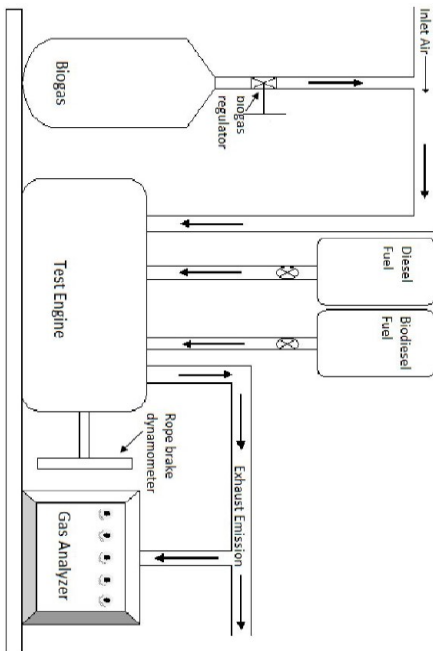 Inlet Air
Biogas
biogas
regulator
Diesel
Fuel
Biodiesel
Fuel
Test Engine
Rope brake
dynamometer
Exhaust Emission
Gas Analyzer